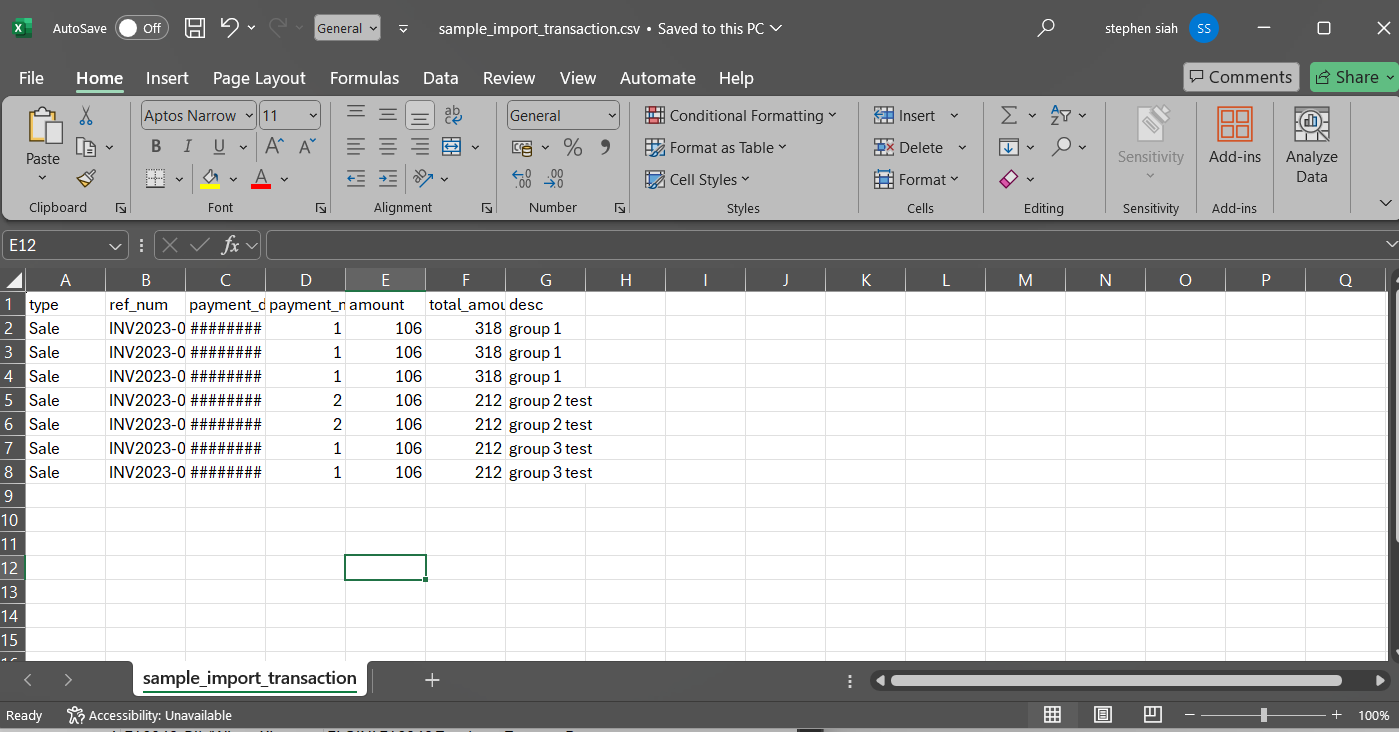 AutoSave Off General sample_import_transaction.csv • Saved to this PC stephen siah SS
File Home Insert Page Layout Formulas Data Review View Automate Help Comments Share
Paste
Clipboard
Aptos Narrow 11
B I U A A
A
Font
ab
Alignment
General
% 9
.00 .00
Number
Conditional Formatting
Format as Table
Cell Styles
Styles
Insert
Delete
Format
Cells
Editing
Sensitivity
Sensitivity
Add-ins
Add-ins
Analyze
Data
E12 fx
A B C D E F G H I J K L M N O P Q
1 type ref_num payment_d payment_n amount total_amou desc
2 Sale INV2023-0 ######## 1 106 318 group 1
3 Sale INV2023-0 ######## 1 106 318 group 1
4 Sale INV2023-0 ######## 1 106 318 group 1
5 Sale INV2023-0 ######## 2 106 212 group 2 test
6 Sale INV2023-0 ######## 2 106 212 group 2 test
7 Sale INV2023-0 ######## 1 106 212 group 3 test
8 Sale INV2023-0 ######## 1 106 212 group 3 test
9
10
11
12
13
14
15
sample_import_transaction
Ready Accessibility: Unavailable 100%